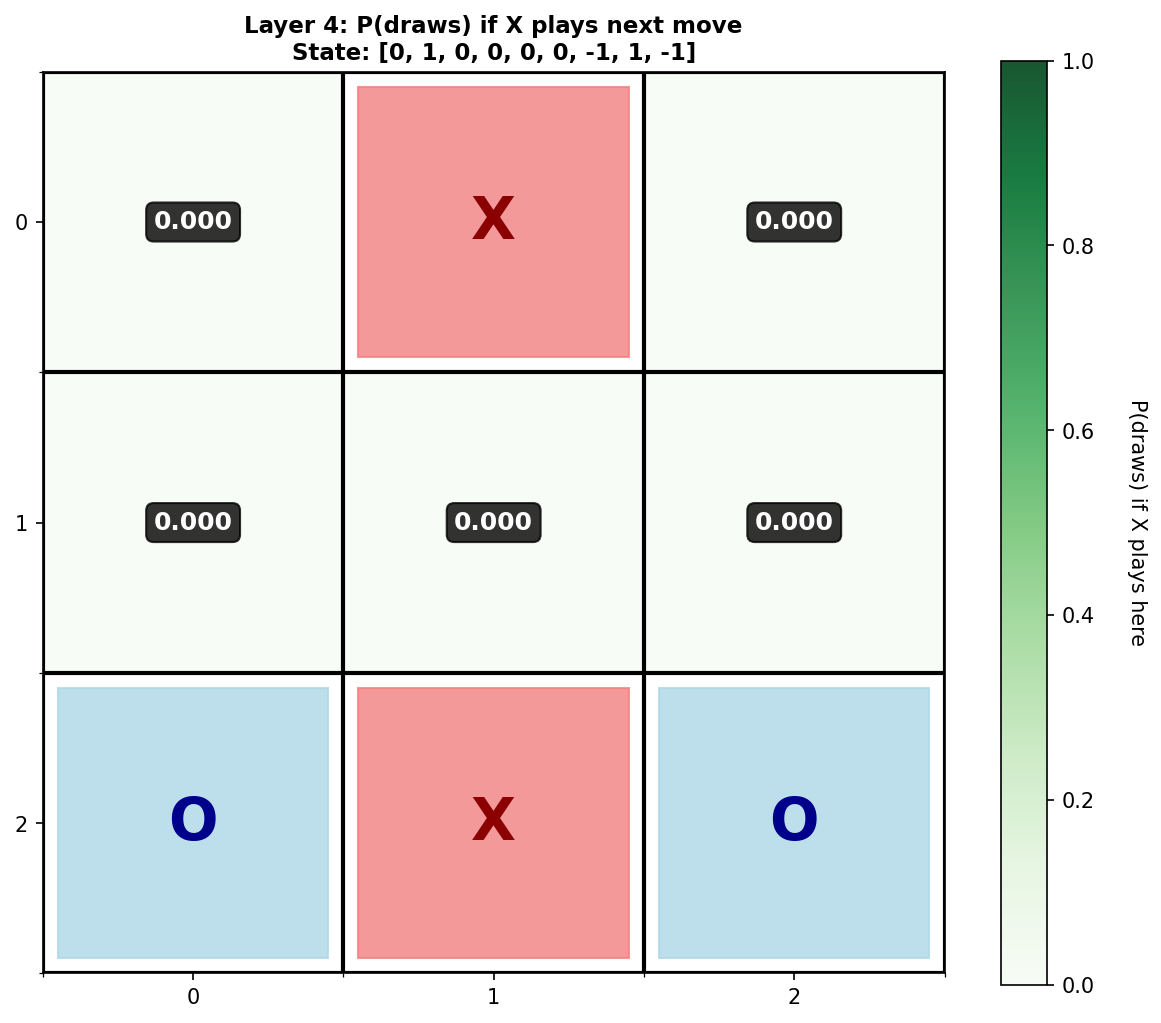 Layer 4: P(draws) if X plays next move
State: [0, 1, 0, 0, 0, 0, -1, 1, -1]
0
0.000
X
0.000
1
0.000
0.000
0.000
2
O
X
O
0
1
2
1.0
0.8
0.6
0.4
0.2
0.0
P(draws) if X plays here